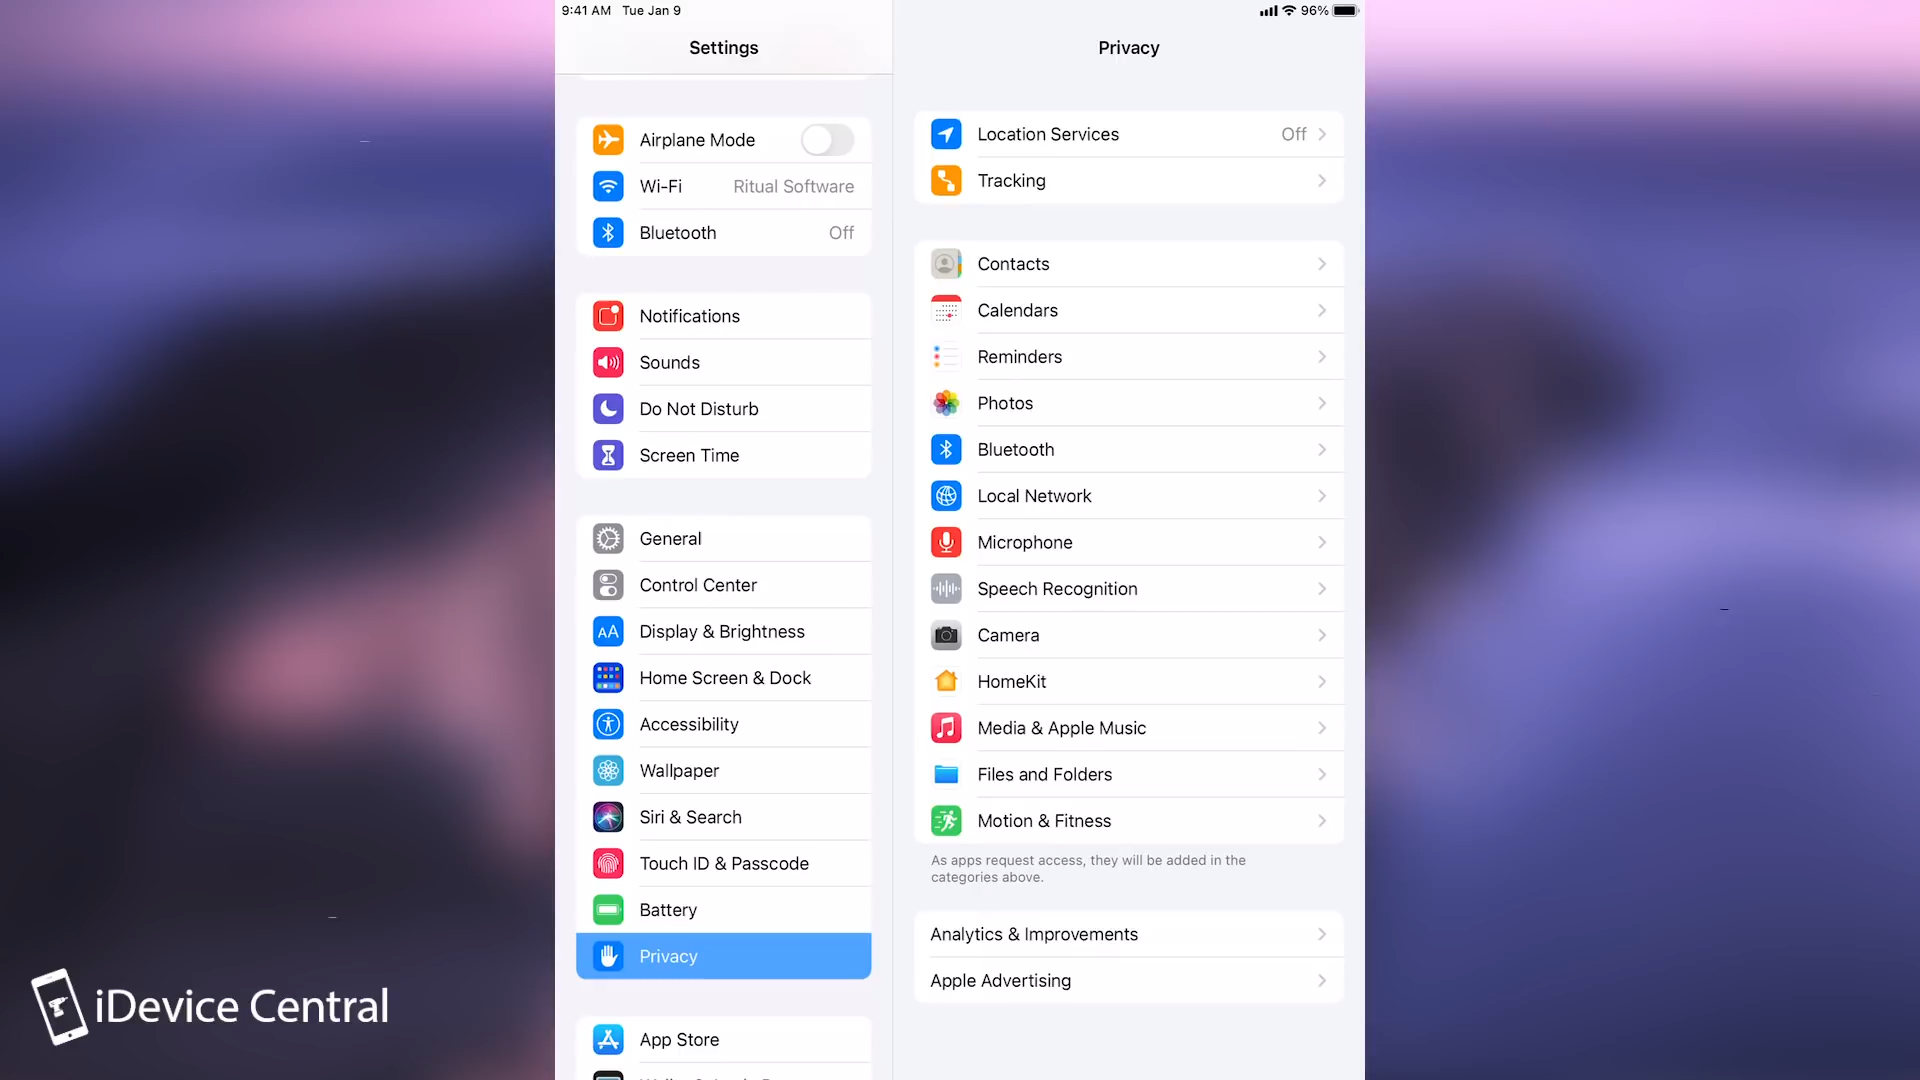 9:41 AM Tue Jan 9
96%
Settings
Airplane Mode
Wi-Fi Ritual Software
Bluetooth Off
Notifications
Sounds
Do Not Disturb
Screen Time
General
Control Center
AA Display & Brightness
Home Screen & Dock
Accessibility
Wallpaper
Siri & Search
Touch ID & Passcode
Battery
Privacy
App Store
Privacy
Location Services Off
Tracking
Contacts
Calendars
Reminders
Photos
Bluetooth
Local Network
Microphone
Speech Recognition
Camera
HomeKit
Media & Apple Music
Files and Folders
Motion & Fitness
As apps request access, they will be added in the
categories above.
Analytics & Improvements
Apple Advertising
iDevice Central